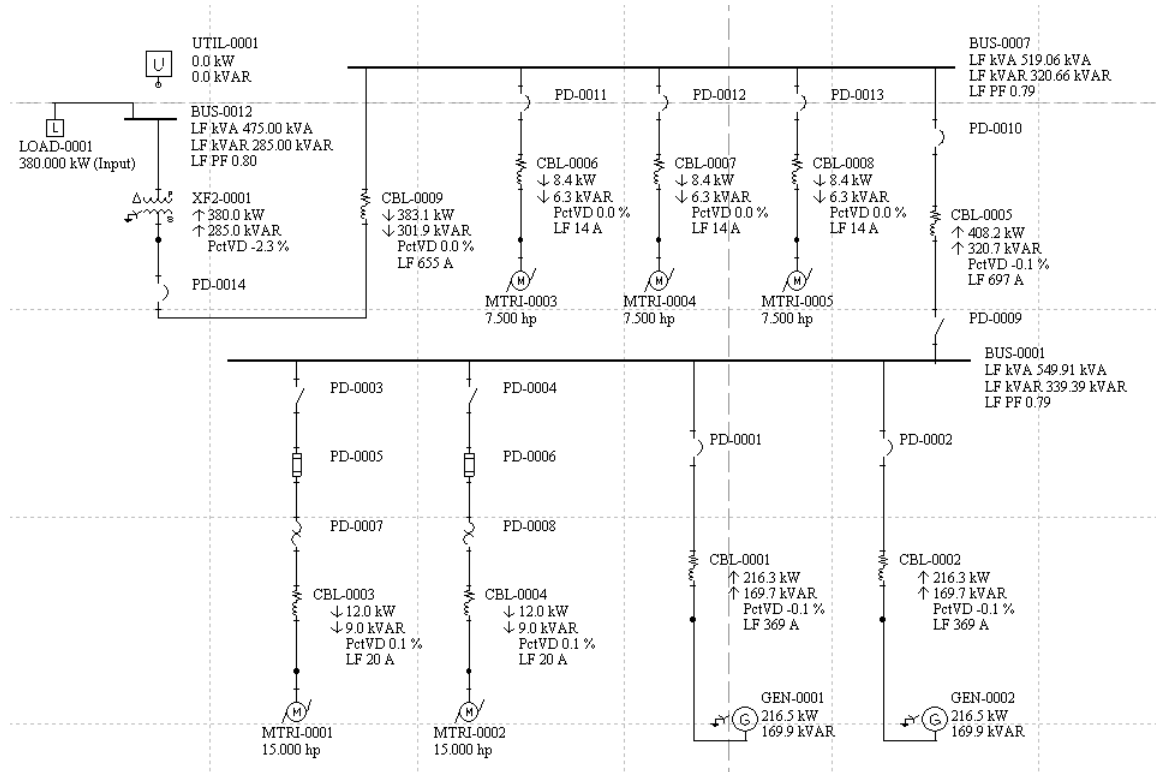 UTIL-0001
0.0 kW
0.0 kVAR
U
BUS-0007
LF kVA 519.06 kVA
LF kVAR 320.66 kVAR
LF PF 0.79
BUS-0012
LF kVA 475.00 kVA
LF kVAR 285.00 kVAR
LF PF 0.80
L
LOAD-0001
380.000 kW (Input)
PD-0011
PD-0012
PD-0013
PD-0010
XF2-0001
↑ 380.0 kW
↑ 285.0 kVAR
PctVD -2.3 %
P
S
CBL-0009
↓ 383.1 kW
↓ 301.9 kVAR
PctVD 0.0 %
LF 655 A
CBL-0006
↓ 8.4 kW
↓ 6.3 kVAR
PctVD 0.0 %
LF 14 A
CBL-0007
↓ 8.4 kW
↓ 6.3 kVAR
PctVD 0.0 %
LF 14 A
CBL-0008
↓ 8.4 kW
↓ 6.3 kVAR
PctVD 0.0 %
LF 14 A
CBL-0005
↑ 408.2 kW
↑ 320.7 kVAR
PctVD -0.1 %
LF 697 A
PD-0014
M
MTRI-0003
7.500 hp
M
MTRI-0004
7.500 hp
M
MTRI-0005
7.500 hp
PD-0009
BUS-0001
LF kVA 549.91 kVA
LF kVAR 339.39 kVAR
LF PF 0.79
PD-0003
PD-0004
PD-0001
PD-0002
PD-0005
PD-0006
PD-0007
PD-0008
CBL-0003
↓ 12.0 kW
↓ 9.0 kVAR
PctVD 0.1 %
LF 20 A
CBL-0004
↓ 12.0 kW
↓ 9.0 kVAR
PctVD 0.1 %
LF 20 A
CBL-0001
↑ 216.3 kW
↑ 169.7 kVAR
PctVD -0.1 %
LF 369 A
CBL-0002
↑ 216.3 kW
↑ 169.7 kVAR
PctVD -0.1 %
LF 369 A
M
MTRI-0001
15.000 hp
M
MTRI-0002
15.000 hp
G
GEN-0001
216.5 kW
169.9 kVAR
G
GEN-0002
216.5 kW
169.9 kVAR